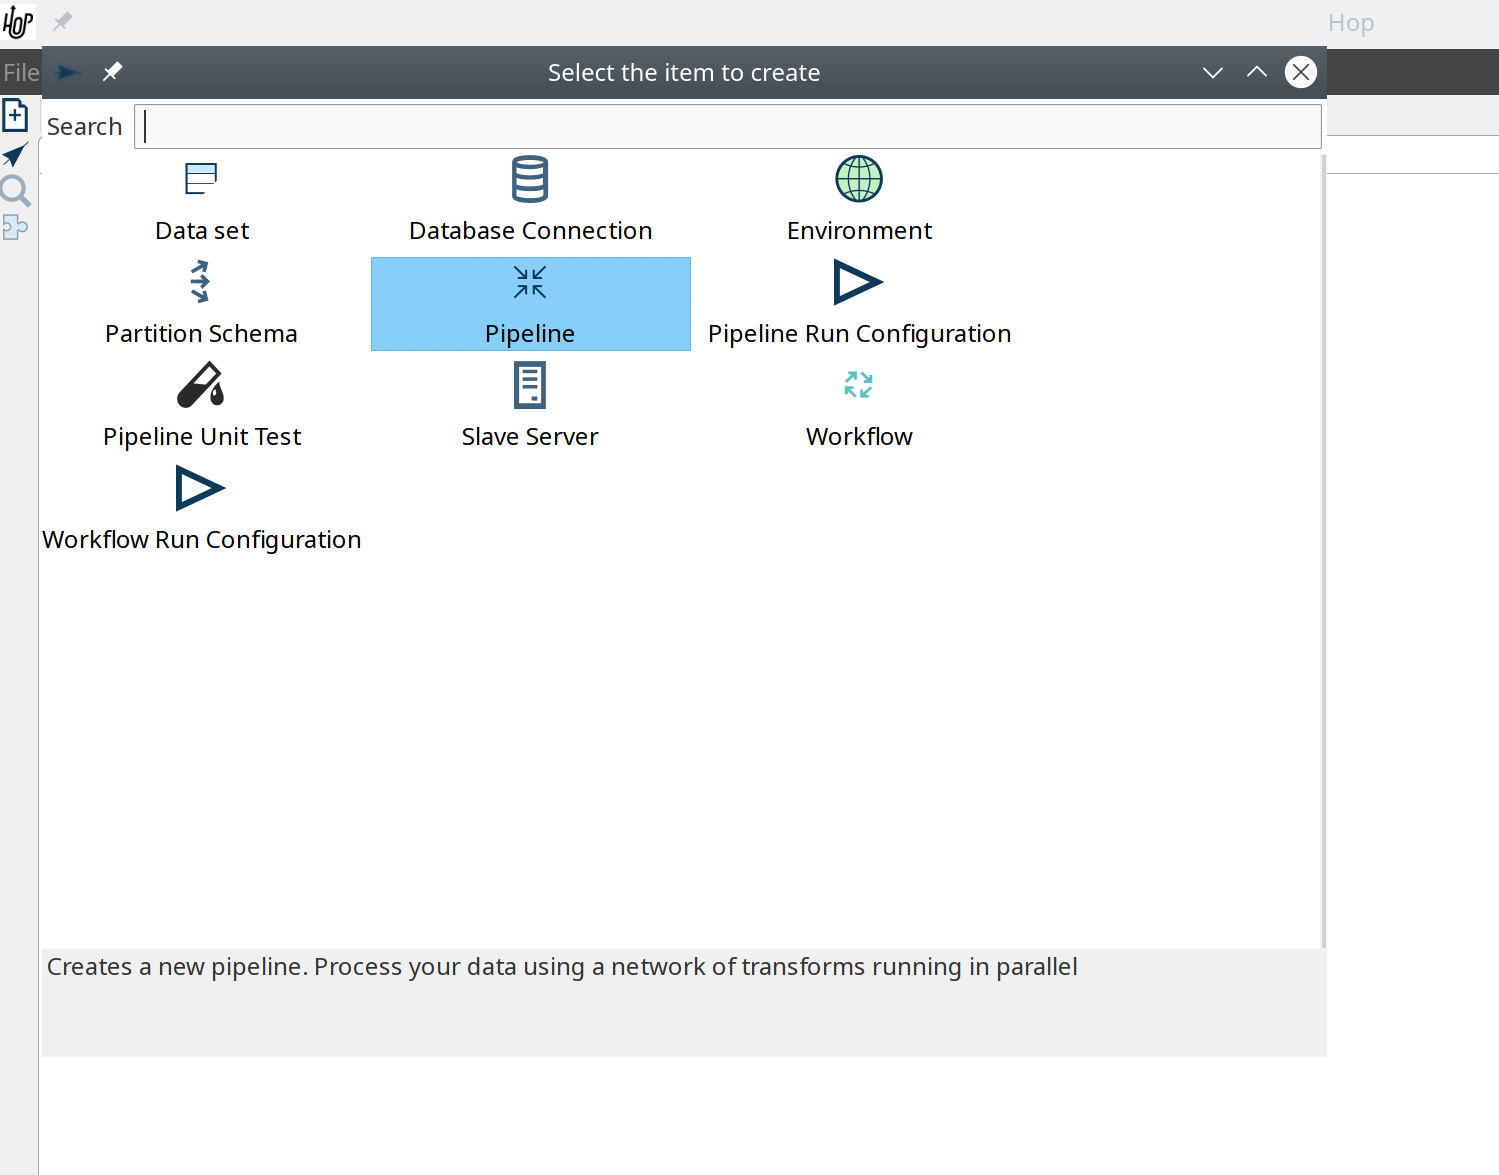 HOP
Hop
File
Select the item to create
Search
Data set
Database Connection
Environment
Partition Schema
Pipeline
Pipeline Run Configuration
Pipeline Unit Test
Slave Server
Workflow
Workflow Run Configuration
Creates a new pipeline. Process your data using a network of transforms running in parallel